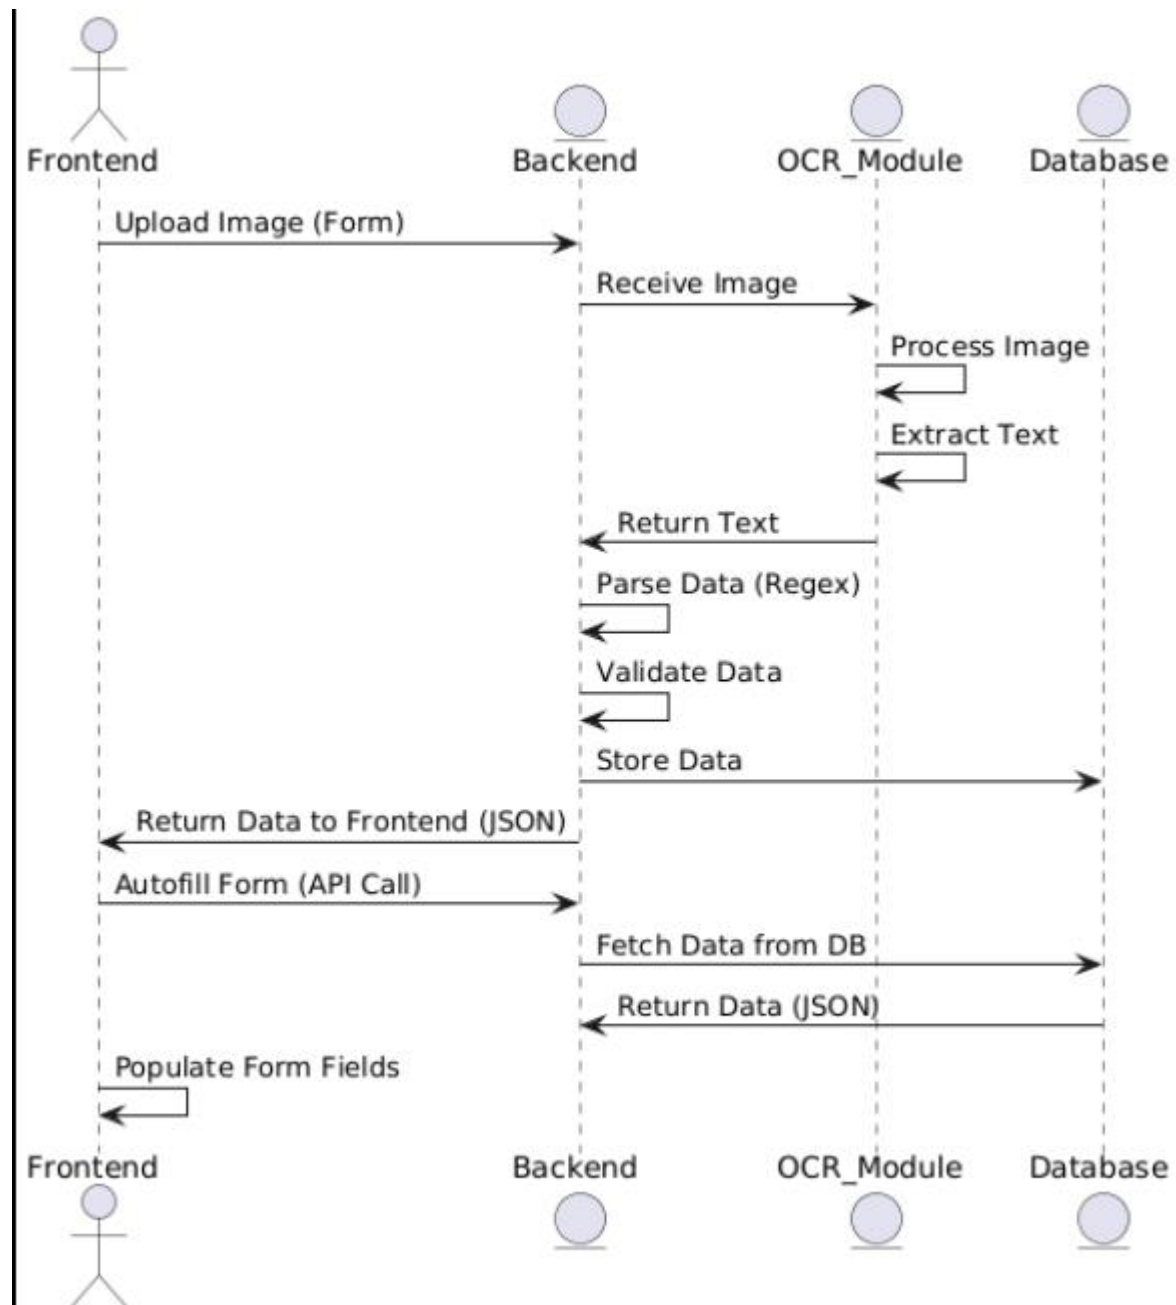 Frontend
Backend
OCR_Module
Database
Upload Image (Form)
Receive Image
Process Image
Extract Text
Return Text
Parse Data (Regex)
Validate Data
Store Data
Return Data to Frontend (JSON)
Autofill Form (API Call)
Fetch Data from DB
Return Data (JSON)
Populate Form Fields
Frontend
Backend
OCR_Module
Database